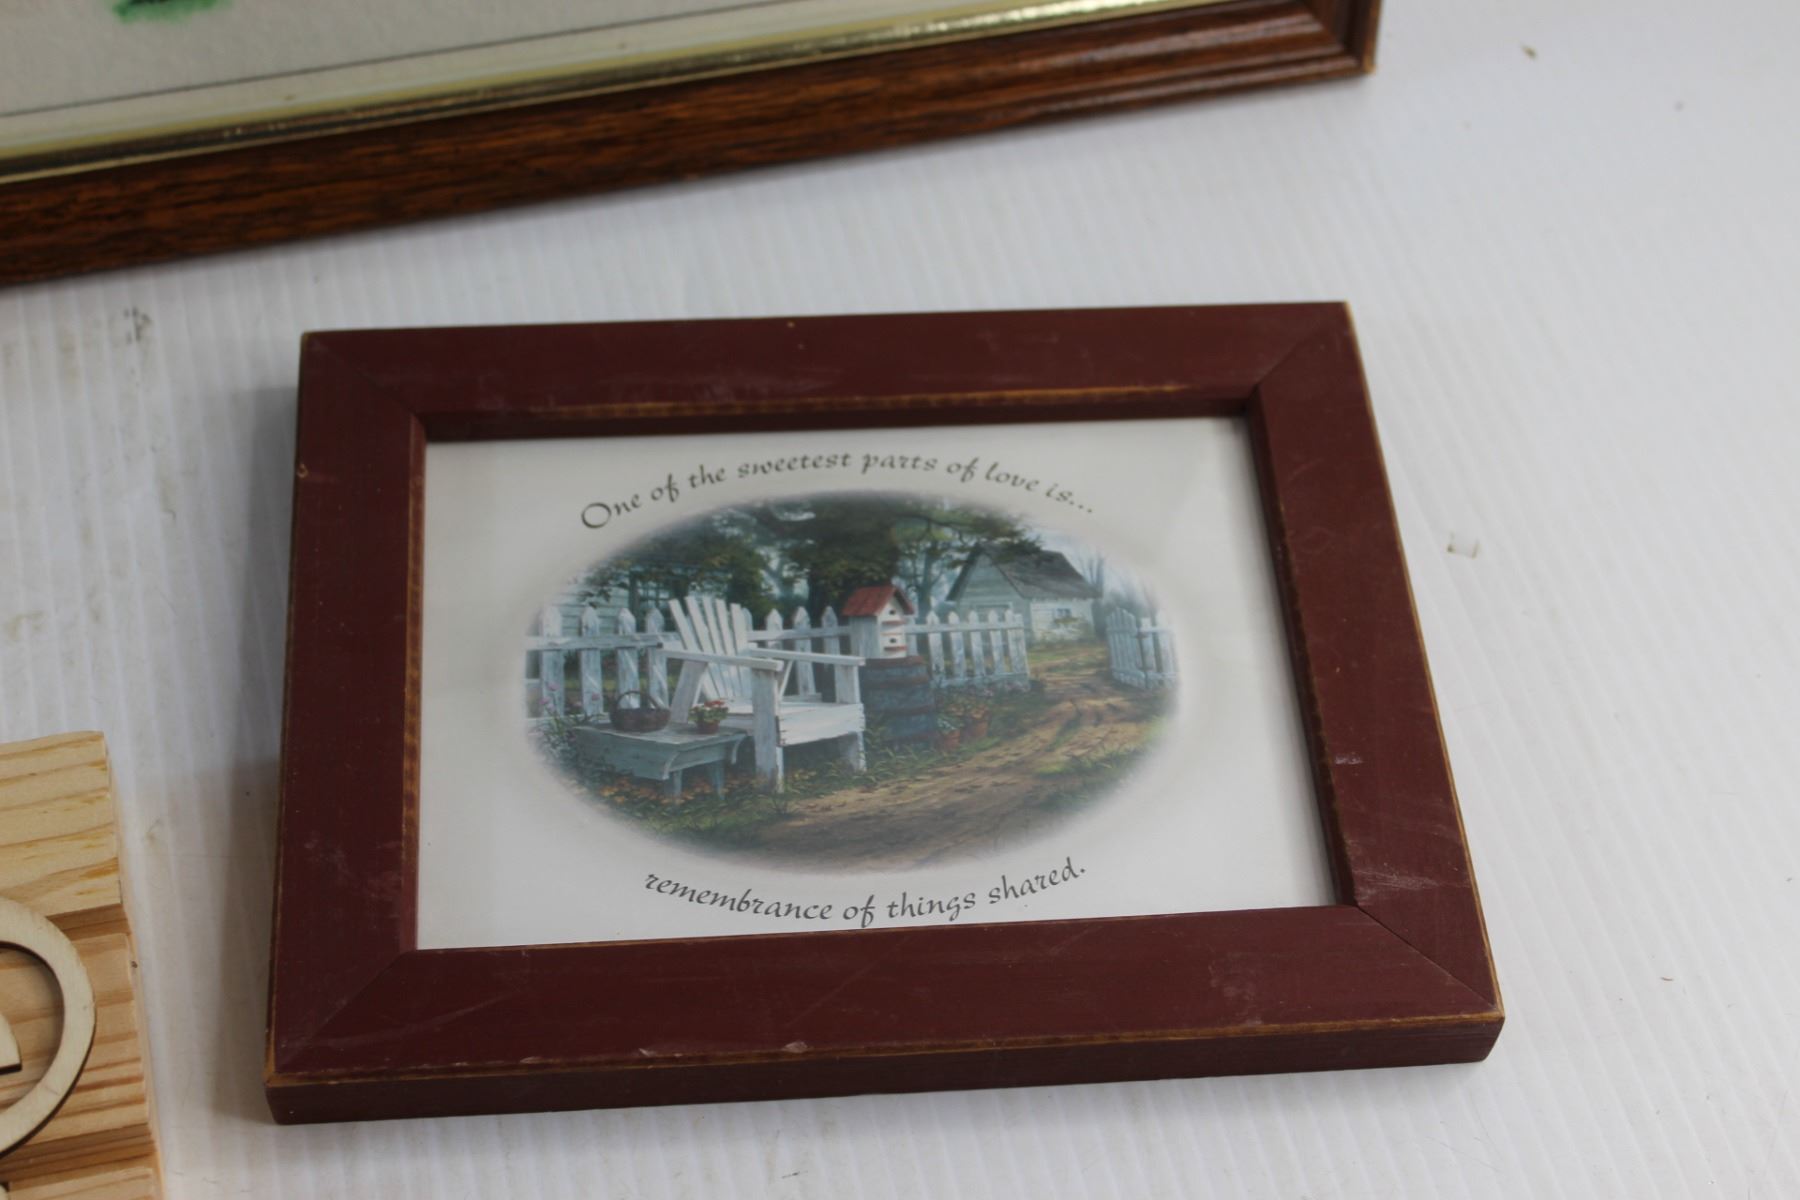 One of the sweetest parts of love is...
remembrance of things shared.